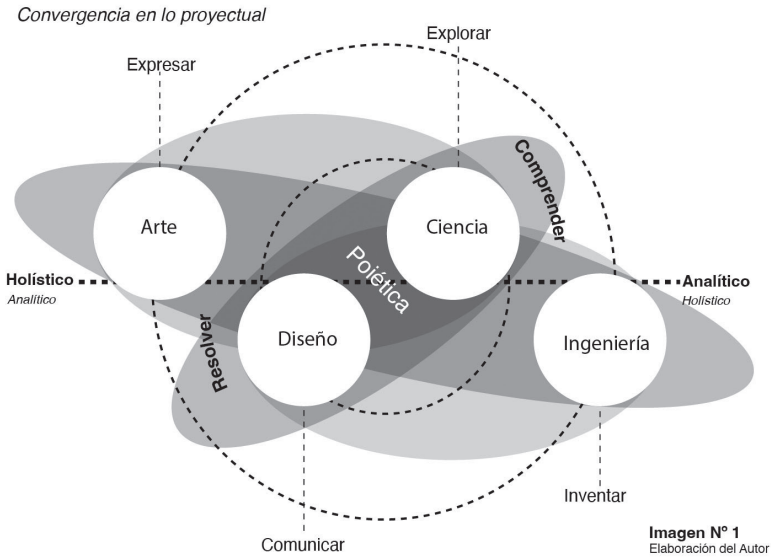 Convergencia en lo proyectual
Explorar
Expresar
Comprender
Arte
Ciencia
Poiética
Holístico
Analítico
Analítico
Holístico
Resolver
Diseño
Ingeniería
Inventar
Comunicar
Imagen Nº 1
Elaboración del Autor